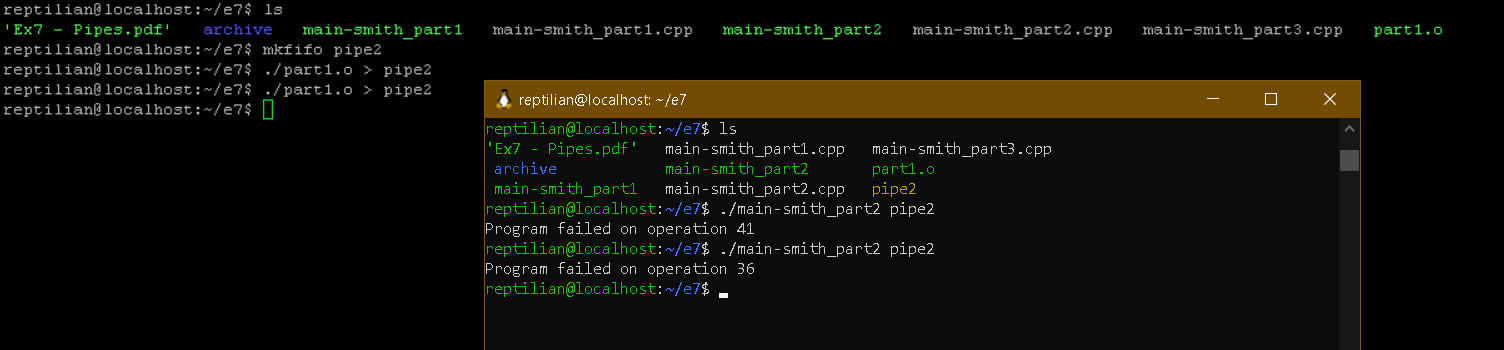 reptilian@localhost:~/e7$ ls
'Ex7 - Pipes.pdf' archive main-smith_part1 main-smith_part1.cpp main-smith_part2 main-smith_part2.cpp main-smith_part3.cpp part1.o
reptilian@localhost:~/e7$ mkfifo pipe2
reptilian@localhost:~/e7$ ./part1.o > pipe2
reptilian@localhost:~/e7$ ./part1.o > pipe2
reptilian@localhost:~/e7$
reptilian@localhost: ~/e7
reptilian@localhost:~/e7$ ls
'Ex7 - Pipes.pdf' main-smith_part1.cpp main-smith_part3.cpp
archive main-smith_part2 part1.o
main-smith_part1 main-smith_part2.cpp pipe2
reptilian@localhost:~/e7$ ./main-smith_part2 pipe2
Program failed on operation 41
reptilian@localhost:~/e7$ ./main-smith_part2 pipe2
Program failed on operation 36
reptilian@localhost:~/e7$